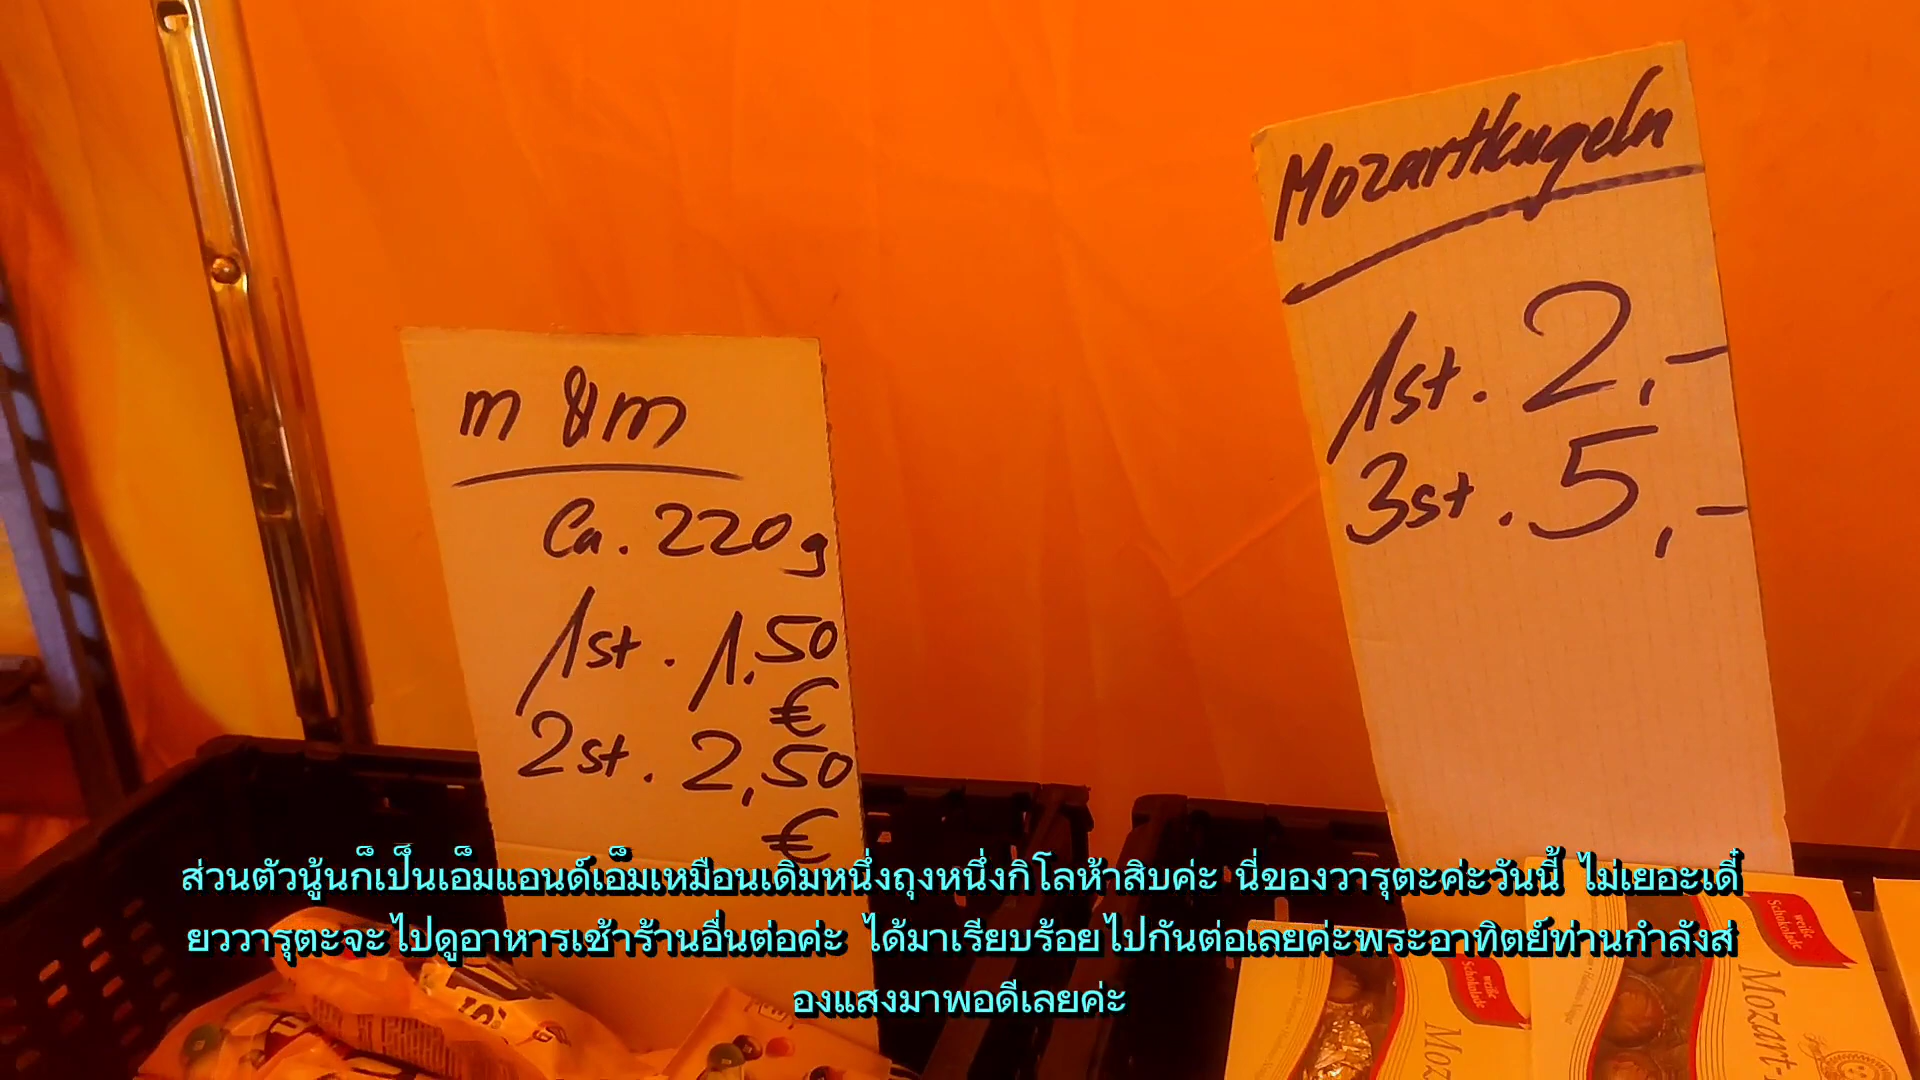 m & m
Ca. 220 g
1st. 1,50
€
2st. 2,50
€
Mozartkugeln
1st. 2,-
3st. 5,-
ส่วนตัวนู้นก็เป็นเอ็มแอนด์เอ็มเหมือนเดิมหนึ่งถุงหนึ่งกิโลห้าสิบค่ะ นี่ของวารุตะค่ะวันนี้ ไม่เยอะเดี๋
ยววารุตะจะไปดูอาหารเช้าร้านอื่นต่อค่ะ ได้มาเรียบร้อยไปกันต่อเลยค่ะพระอาทิตย์ท่านกำลังส่
องแสงมาพอดีเลยค่ะ
weiße
Schokolade
Mozart-
weiße
Schokolade
Moz